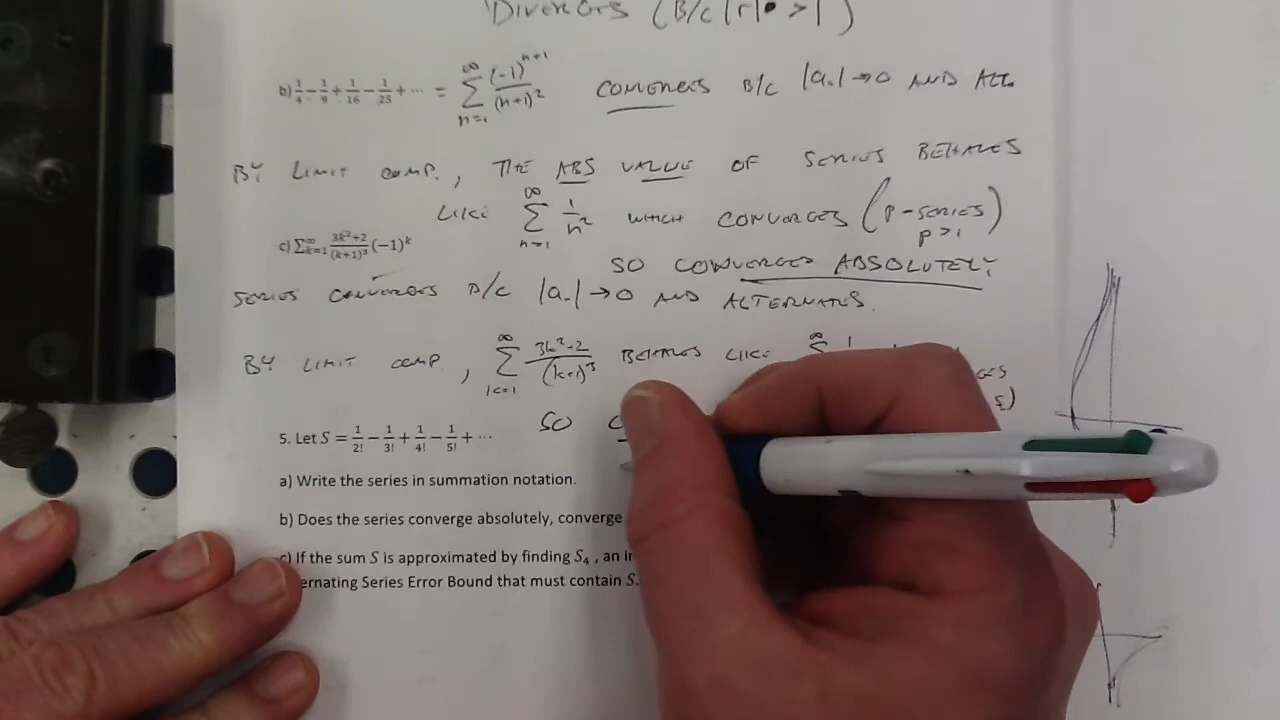 DIVERGES (B/C |r| > 1)
b) 1/4 − 1/9 + 1/16 − 1/25 + ⋯ = ∞ Σ n=1 (-1)^(n+1)/(n+1)^2 CONVERGES B/C |aₙ| → 0 AND ALT.
BY LIMIT COMP., THE ABS VALUE OF SERIES BEHAVES
LIKE ∞ Σ n=1 1/n^2 WHICH CONVERGES (P-SERIES) P>1
c) Σ_{k=1}^{∞} (3k^2+2)/(k+1)^3 (−1)^k
SO CONVERGES ABSOLUTELY.
SERIES CONVERGES B/C |aₙ| → 0 AND ALTERNATES.
BY LIMIT COMP, ∞ Σ k=1 (3k^2+2)/(k+1)^3 BEHAVES LIKE ∞ Σ
SO
5. Let S = 1/2! − 1/3! + 1/4! − 1/5! + ⋯
a) Write the series in summation notation.
b) Does the series converge absolutely, converge
c) If the sum S is approximated by finding S₄ , an
ernating Series Error Bound that must contain S.